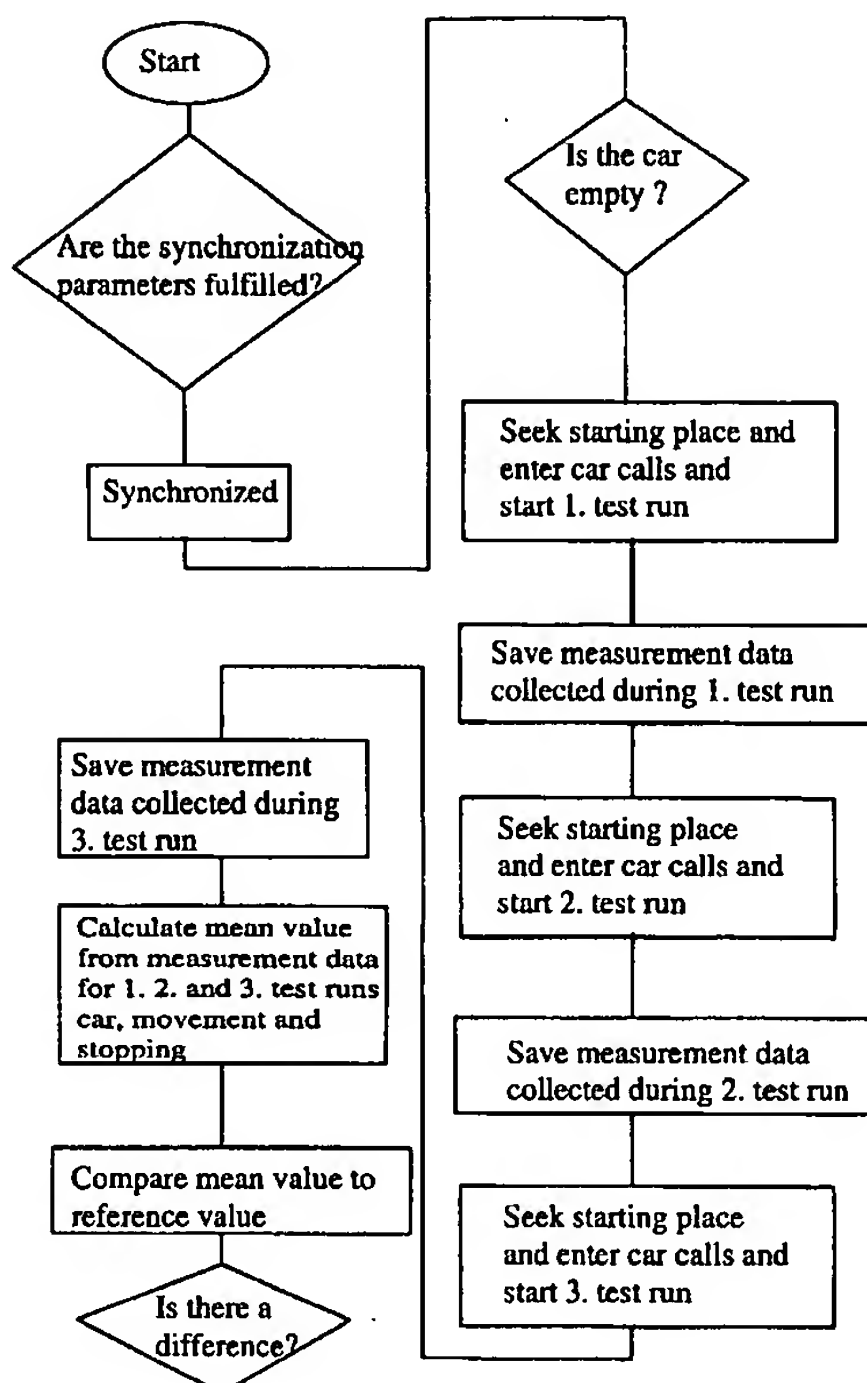 Start
Are the synchronization
parameters fulfilled?
Synchronized
Is the car
empty ?
Seek starting place and
enter car calls and
start 1. test run
Save measurement data
collected during 1. test run
Seek starting place
and enter car calls and
start 2. test run
Save measurement data
collected during 2. test run
Seek starting place
and enter car calls and
start 3. test run
Save measurement
data collected during
3. test run
Calculate mean value
from measurement data
for 1. 2. and 3. test runs
car, movement and
stopping
Compare mean value to
reference value
Is there a
difference?